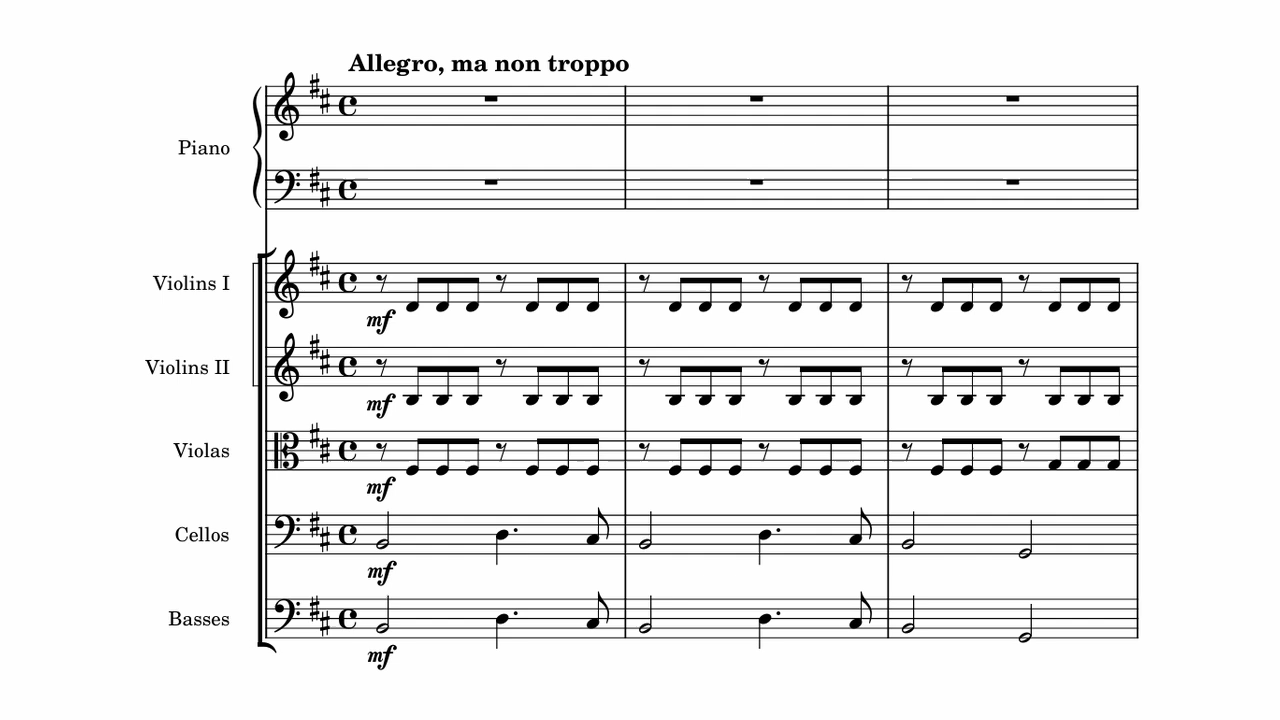 Allegro, ma non troppo
Piano
Violins I
mf
Violins II
mf
Violas
mf
Cellos
mf
Basses
mf